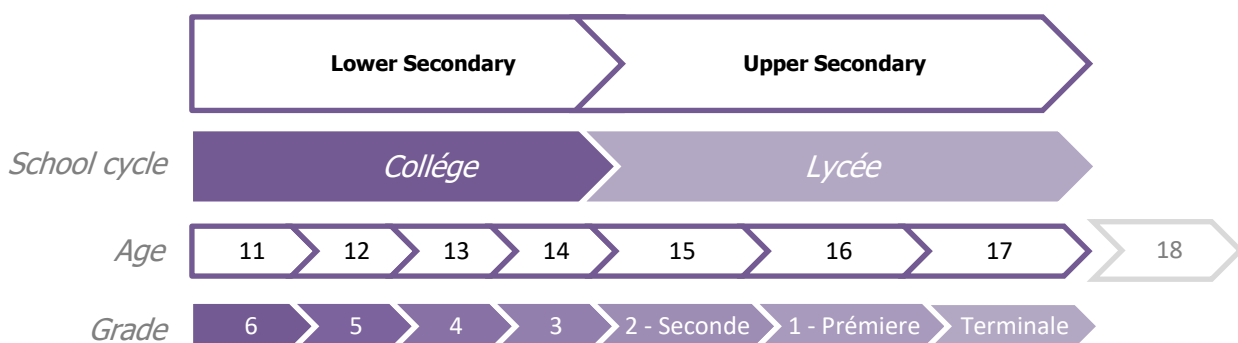 Lower Secondary Upper Secondary
School cycle Collége Lycée
Age 11 12 13 14 15 16 17 18
Grade 6 5 4 3 2 - Seconde 1 - Prémiere Terminale